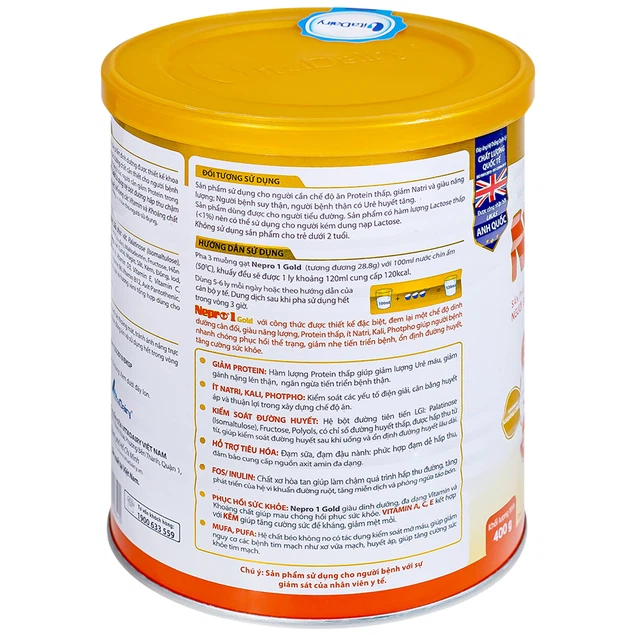 VitaDairy
ĐỐI TƯỢNG SỬ DỤNG
Sản phẩm sử dụng cho người cần chế độ ăn Protein thấp, giảm Natri và giàu năng
lượng; Người bệnh suy thận, người bệnh thận có Urê huyết tăng.
Sản phẩm dùng được cho người tiểu đường. Sản phẩm có hàm lượng Lactose thấp
(<1%) nên có thể sử dụng cho người kém dung nạp Lactose.
Không sử dụng sản phẩm cho trẻ dưới 2 tuổi.
HƯỚNG DẪN SỬ DỤNG
Pha 3 muỗng gạt Nepro 1 Gold (tương đương 28.8g) với 100ml nước chín ấm
(50°C), khuấy đều sẽ được 1 ly khoảng 120ml cung cấp 120kcal.
Dùng 5-6 ly mỗi ngày hoặc theo hướng dẫn của
cán bộ y tế. Dung dịch sau khi pha sử dụng hết
trong vòng 3 giờ.
100ml + = 120ml
Nepro 1 Gold với công thức được thiết kế đặc biệt, đem lại một chế độ dinh
dưỡng cân đối, giàu năng lượng, Protein thấp, ít Natri, Kali, Photpho giúp người bệnh
nhanh chóng phục hồi thể trạng, giảm nhẹ tiến triển bệnh, ổn định đường huyết,
tăng cường sức khỏe.
GIẢM PROTEIN: Hàm lượng Protein thấp giúp giảm lượng Urê máu, giảm
gánh nặng lên thận, ngăn ngừa tiến triển bệnh thận.
ÍT NATRI, KALI, PHOTPHO: Kiểm soát các yếu tố điện giải, cân bằng huyết
áp và thuận lợi trong xây dựng chế độ ăn.
KIỂM SOÁT ĐƯỜNG HUYẾT: Hệ bột đường tiên tiến LGI: Palatinose
(Isomaltulose), Fructose, Polyols, có chỉ số đường huyết thấp, được hấp thu từ
từ, giúp kiểm soát đường huyết sau khi uống và ổn định đường huyết lâu dài.
HỖ TRỢ TIÊU HÓA: Đạm sữa, đạm đậu nành: phức hợp đạm dễ hấp thu,
đảm bảo cung cấp nguồn axit amin đa dạng.
FOS/ INULIN: Chất xơ hòa tan giúp làm chậm quá trình hấp thu đường, tăng
phát triển của hệ vi khuẩn đường ruột, tăng miễn dịch và phòng ngừa táo bón.
PHỤC HỒI SỨC KHỎE: Nepro 1 Gold giàu dinh dưỡng, đa dạng Vitamin và
Khoáng chất giúp mau chóng hồi phục sức khỏe. VITAMIN A, C, E kết hợp
với KẼM giúp tăng cường sức đề kháng, giảm mệt mỏi.
MUFA, PUFA: Hệ chất béo không no có tác dụng kiểm soát mỡ máu, giúp giảm
nguy cơ các bệnh tim mạch như xơ vữa mạch, huyết áp, giúp tăng cường sức
khỏe tim mạch.
Chú ý: Sản phẩm sử dụng cho người bệnh với sự
giám sát của nhân viên y tế.
Tư vấn khách hàng:
1900 633 559
CHẤT LƯỢNG
QUỐC TẾ
ANH QUỐC
Khối lượng tịnh
400 g